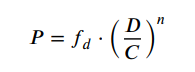 P = f_d · (D/C)^n